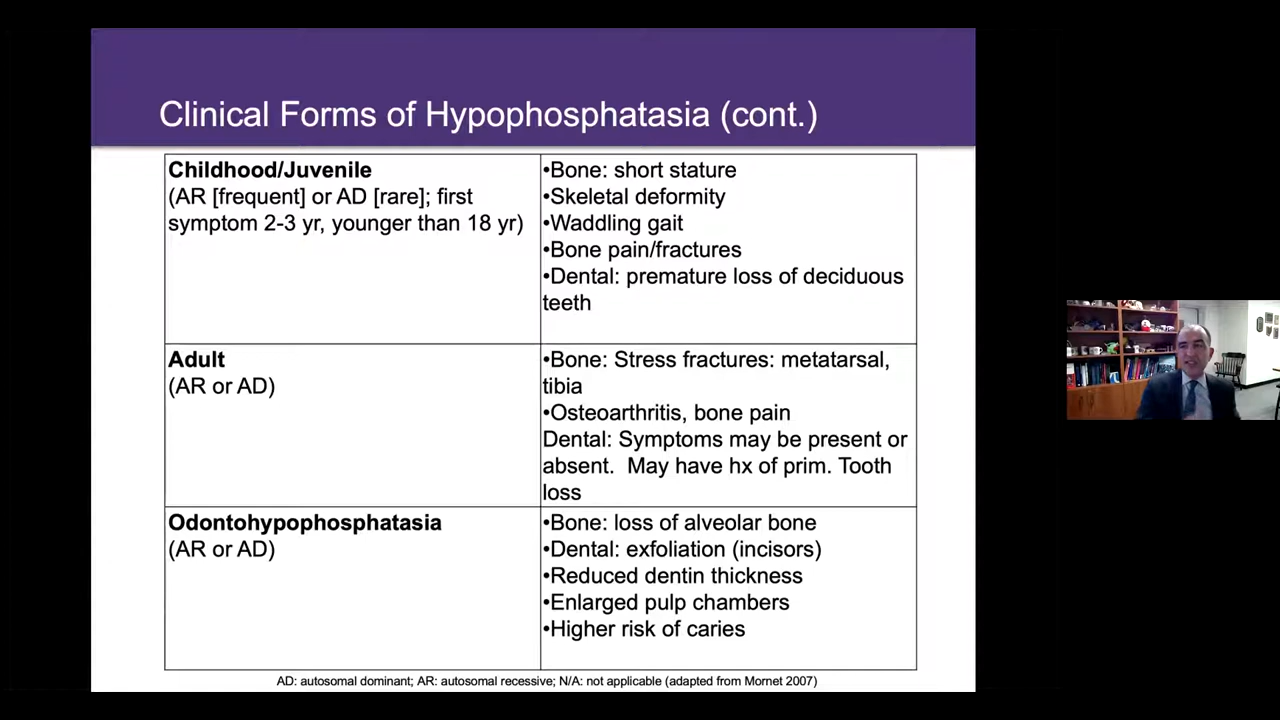 Clinical Forms of Hypophosphatasia (cont.)
Childhood/Juvenile
(AR [frequent] or AD [rare]; first
symptom 2-3 yr, younger than 18 yr)
•Bone: short stature
•Skeletal deformity
•Waddling gait
•Bone pain/fractures
•Dental: premature loss of deciduous
teeth
Adult
(AR or AD)
•Bone: Stress fractures: metatarsal,
tibia
•Osteoarthritis, bone pain
Dental: Symptoms may be present or
absent.  May have hx of prim. Tooth
loss
Odontohypophosphatasia
(AR or AD)
•Bone: loss of alveolar bone
•Dental: exfoliation (incisors)
•Reduced dentin thickness
•Enlarged pulp chambers
•Higher risk of caries
AD: autosomal dominant; AR: autosomal recessive; N/A: not applicable (adapted from Mornet 2007)